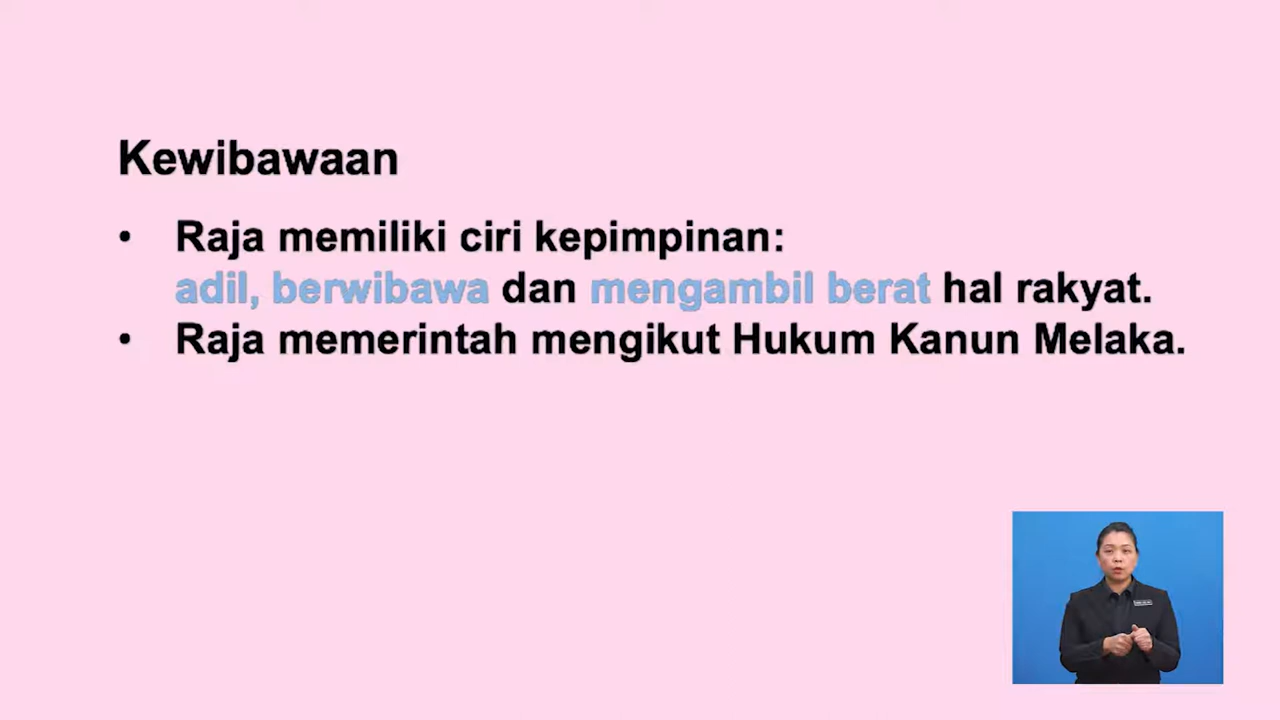 Kewibawaan
• Raja memiliki ciri kepimpinan:
adil, berwibawa dan mengambil berat hal rakyat.
• Raja memerintah mengikut Hukum Kanun Melaka.